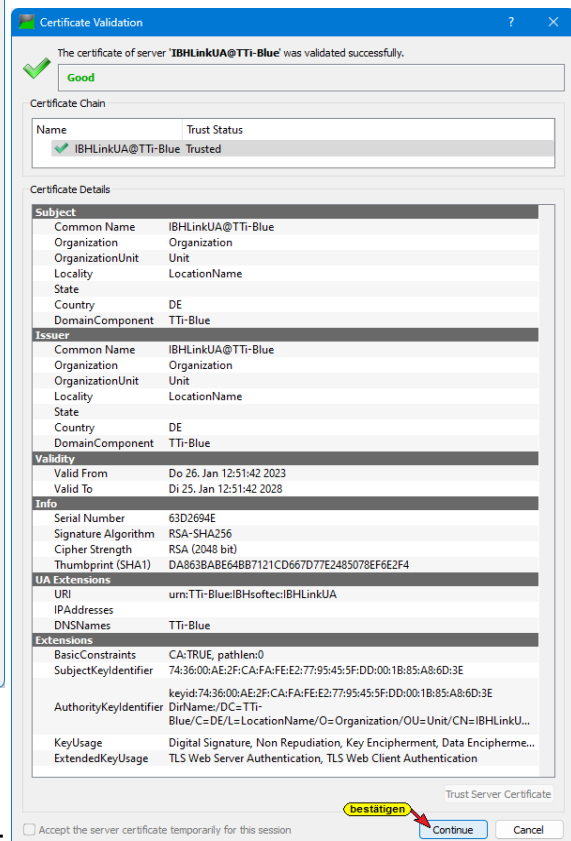 Certificate Validation ? ×
The certificate of server 'IBHLinkUA@TTi-Blue' was validated successfully.
Good
Certificate Chain
Name Trust Status
IBHLinkUA@TTi-Blue Trusted
Certificate Details
Subject
Common Name IBHLinkUA@TTi-Blue
Organization Organization
OrganizationUnit Unit
Locality LocationName
State
Country DE
DomainComponent TTi-Blue
Issuer
Common Name IBHLinkUA@TTi-Blue
Organization Organization
OrganizationUnit Unit
Locality LocationName
State
Country DE
DomainComponent TTi-Blue
Validity
Valid From Do 26. Jan 12:51:42 2023
Valid To Di 25. Jan 12:51:42 2028
Info
Serial Number 63D2694E
Signature Algorithm RSA-SHA256
Cipher Strength RSA (2048 bit)
Thumbprint (SHA1) DA863BABE64BB7121CD667D77E2485078EF6E2F4
UA Extensions
URI urn:TTi-Blue:IBHsoftec:IBHLinkUA
IPAddresses
DNSNames TTi-Blue
Extensions
BasicConstraints CA:TRUE, pathlen:0
SubjectKeyIdentifier 74:36:00:AE:2F:CA:FA:FE:E2:77:95:45:5F:DD:00:1B:85:A8:6D:3E
keyid:74:36:00:AE:2F:CA:FA:FE:E2:77:95:45:5F:DD:00:1B:85:A8:6D:3E
AuthorityKeyIdentifier DirName:/DC=TTi-
Blue/C=DE/L=LocationName/O=Organization/OU=Unit/CN=IBHLinkU...
KeyUsage Digital Signature, Non Repudiation, Key Encipherment, Data Encipherme...
ExtendedKeyUsage TLS Web Server Authentication, TLS Web Client Authentication
Trust Server Certificate
bestätigen
Accept the server certificate temporarily for this session Continue Cancel